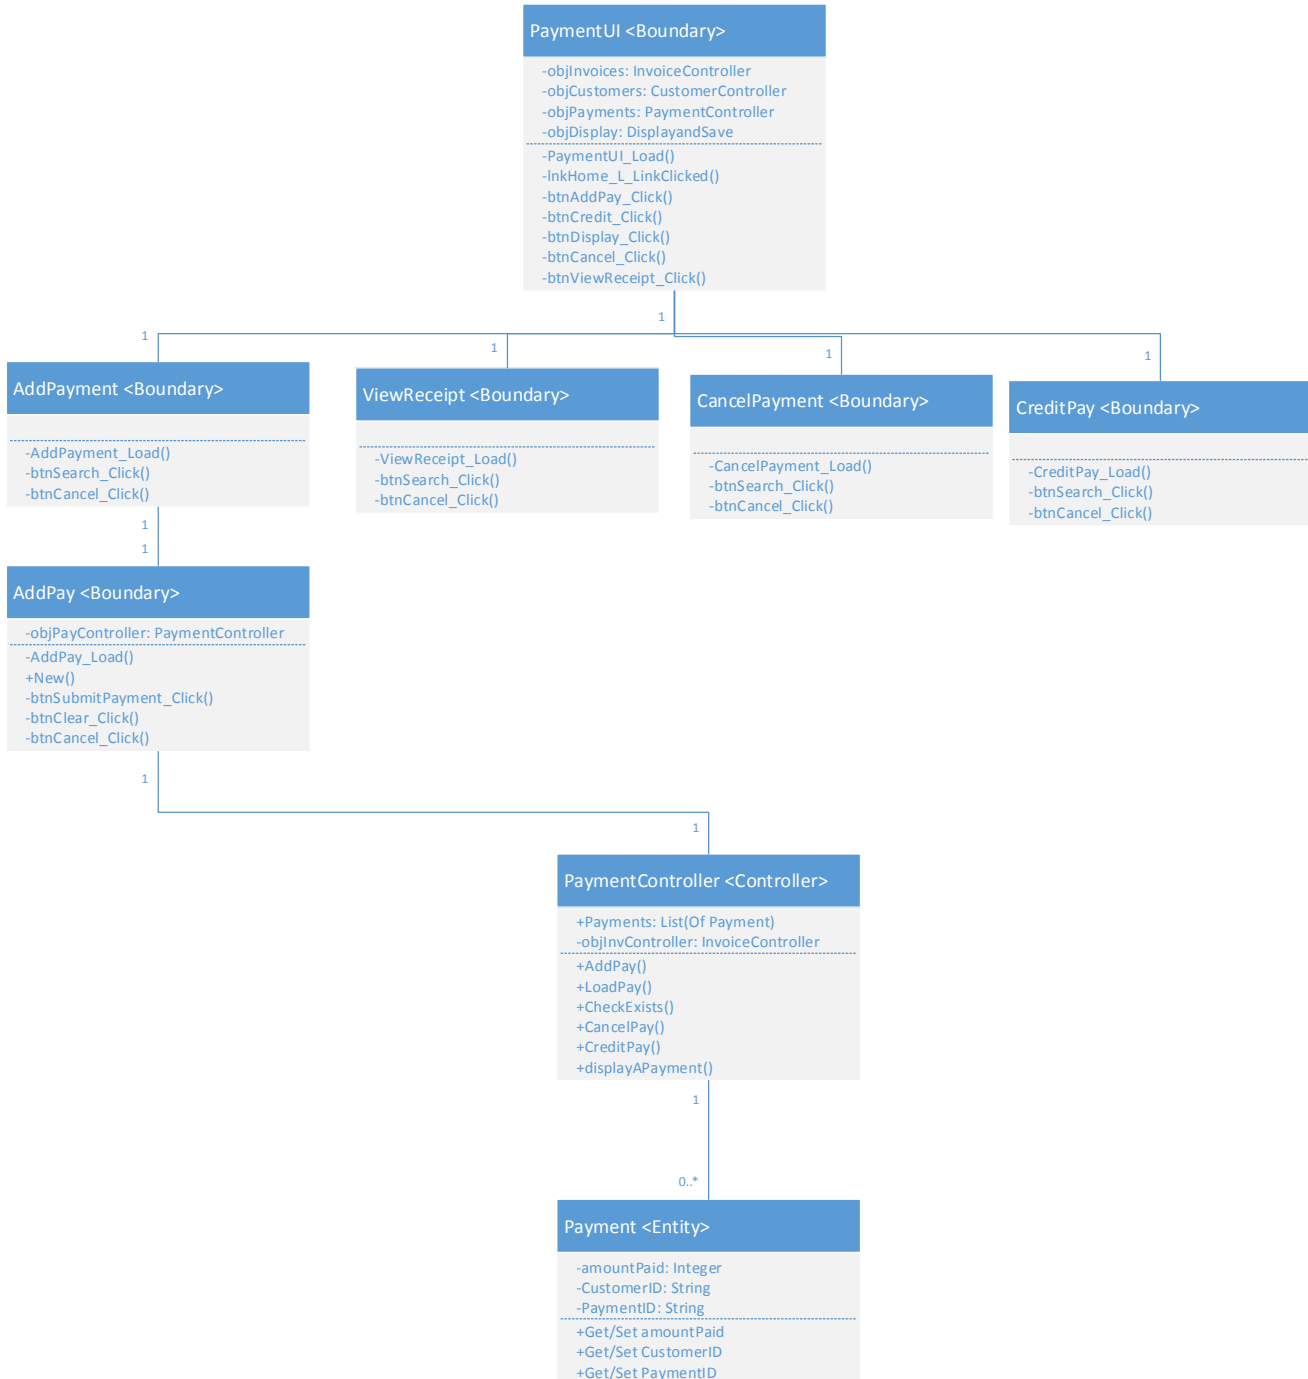 PaymentUI <Boundary>
-objInvoices: InvoiceController
-objCustomers: CustomerController
-objPayments: PaymentController
-objDisplay: DisplayandSave
-PaymentUI_Load()
-lnkHome_L_LinkClicked()
-btnAddPay_Click()
-btnCredit_Click()
-btnDisplay_Click()
-btnCancel_Click()
-btnViewReceipt_Click()
1
1
1
1
1
AddPayment <Boundary>
-AddPayment_Load()
-btnSearch_Click()
-btnCancel_Click()
ViewReceipt <Boundary>
-ViewReceipt_Load()
-btnSearch_Click()
-btnCancel_Click()
CancelPayment <Boundary>
-CancelPayment_Load()
-btnSearch_Click()
-btnCancel_Click()
CreditPay <Boundary>
-CreditPay_Load()
-btnSearch_Click()
-btnCancel_Click()
1
1
AddPay <Boundary>
-objPayController: PaymentController
-AddPay_Load()
+New()
-btnSubmitPayment_Click()
-btnClear_Click()
-btnCancel_Click()
1
1
PaymentController <Controller>
+Payments: List(Of Payment)
-objInvController: InvoiceController
+AddPay()
+LoadPay()
+CheckExists()
+CancelPay()
+CreditPay()
+displayAPayment()
1
0..*
Payment <Entity>
-amountPaid: Integer
-CustomerID: String
-PaymentID: String
+Get/Set amountPaid
+Get/Set CustomerID
+Get/Set PaymentID